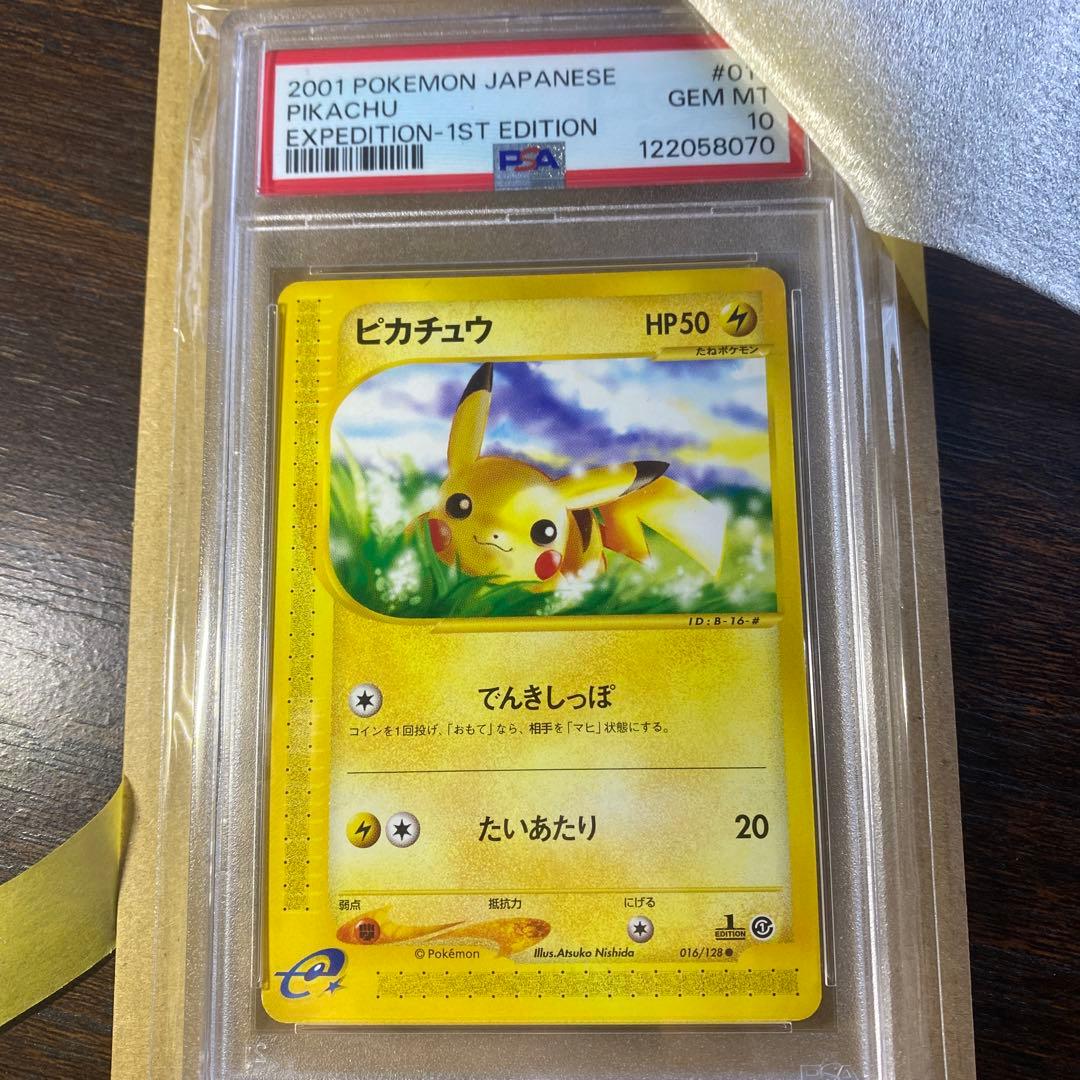 2001 POKEMON JAPANESE
PIKACHU
EXPEDITION-1ST EDITION
#01
GEM MT
10
122058070
PSA
ピカチュウ
HP50
たねポケモン
ID:B-16-#
でんきしっぽ
コインを1回投げ、「おもて」なら、相手を「マヒ」状態にする。
たいあたり 20
弱点 抵抗力 にげる
1
EDITION
© Pokémon Illus.Atsuko Nishida 016/128●
e
PSA